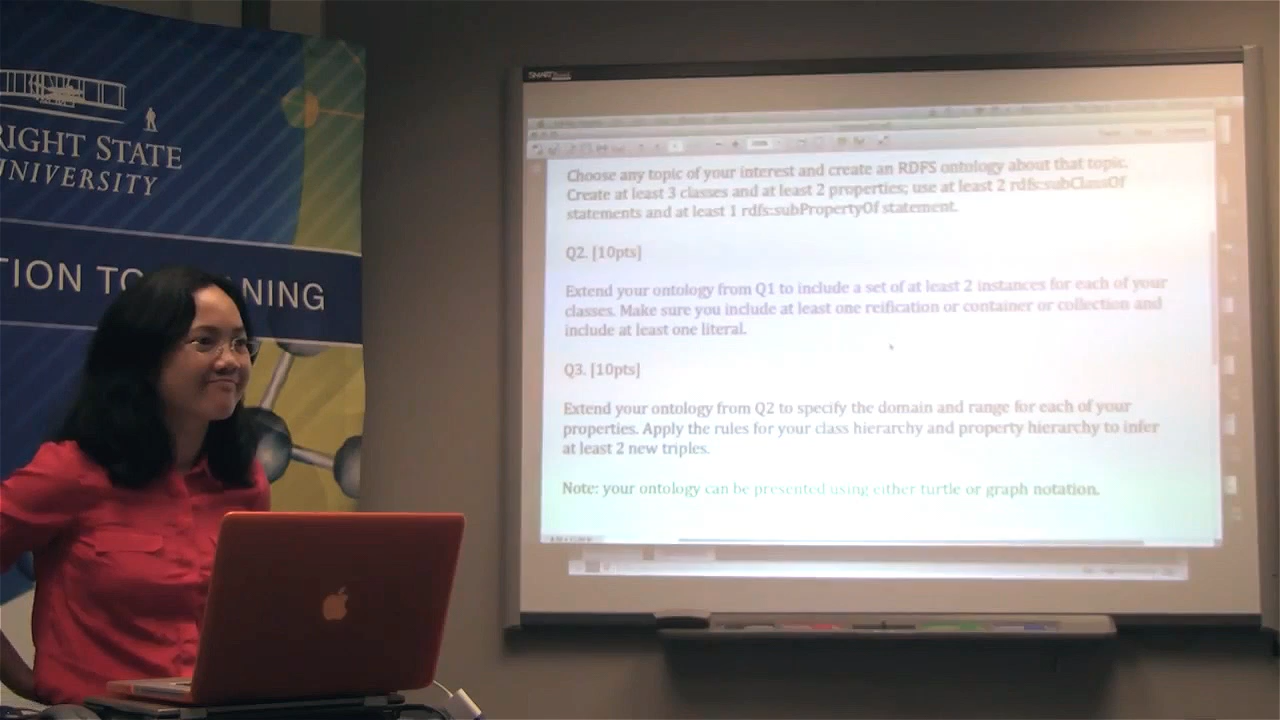 RIGHT STATE
UNIVERSITY
TION TO
ANING
SMART
Choose any topic of your interest and create an RDFS ontology about that topic.
Create at least 3 classes and at least 2 properties; use at least 2 rdfs:subClassOf
statements and at least 1 rdfs:subPropertyOf statement.
Q2. [10pts]
Extend your ontology from Q1 to include a set of at least 2 instances for each of your
classes. Make sure you include at least one reification or container or collection and
include at least one literal.
Q3. [10pts]
Extend your ontology from Q2 to specify the domain and range for each of your
properties. Apply the rules for your class hierarchy and property hierarchy to infer
at least 2 new triples.
Note: your ontology can be presented using either turtle or graph notation.